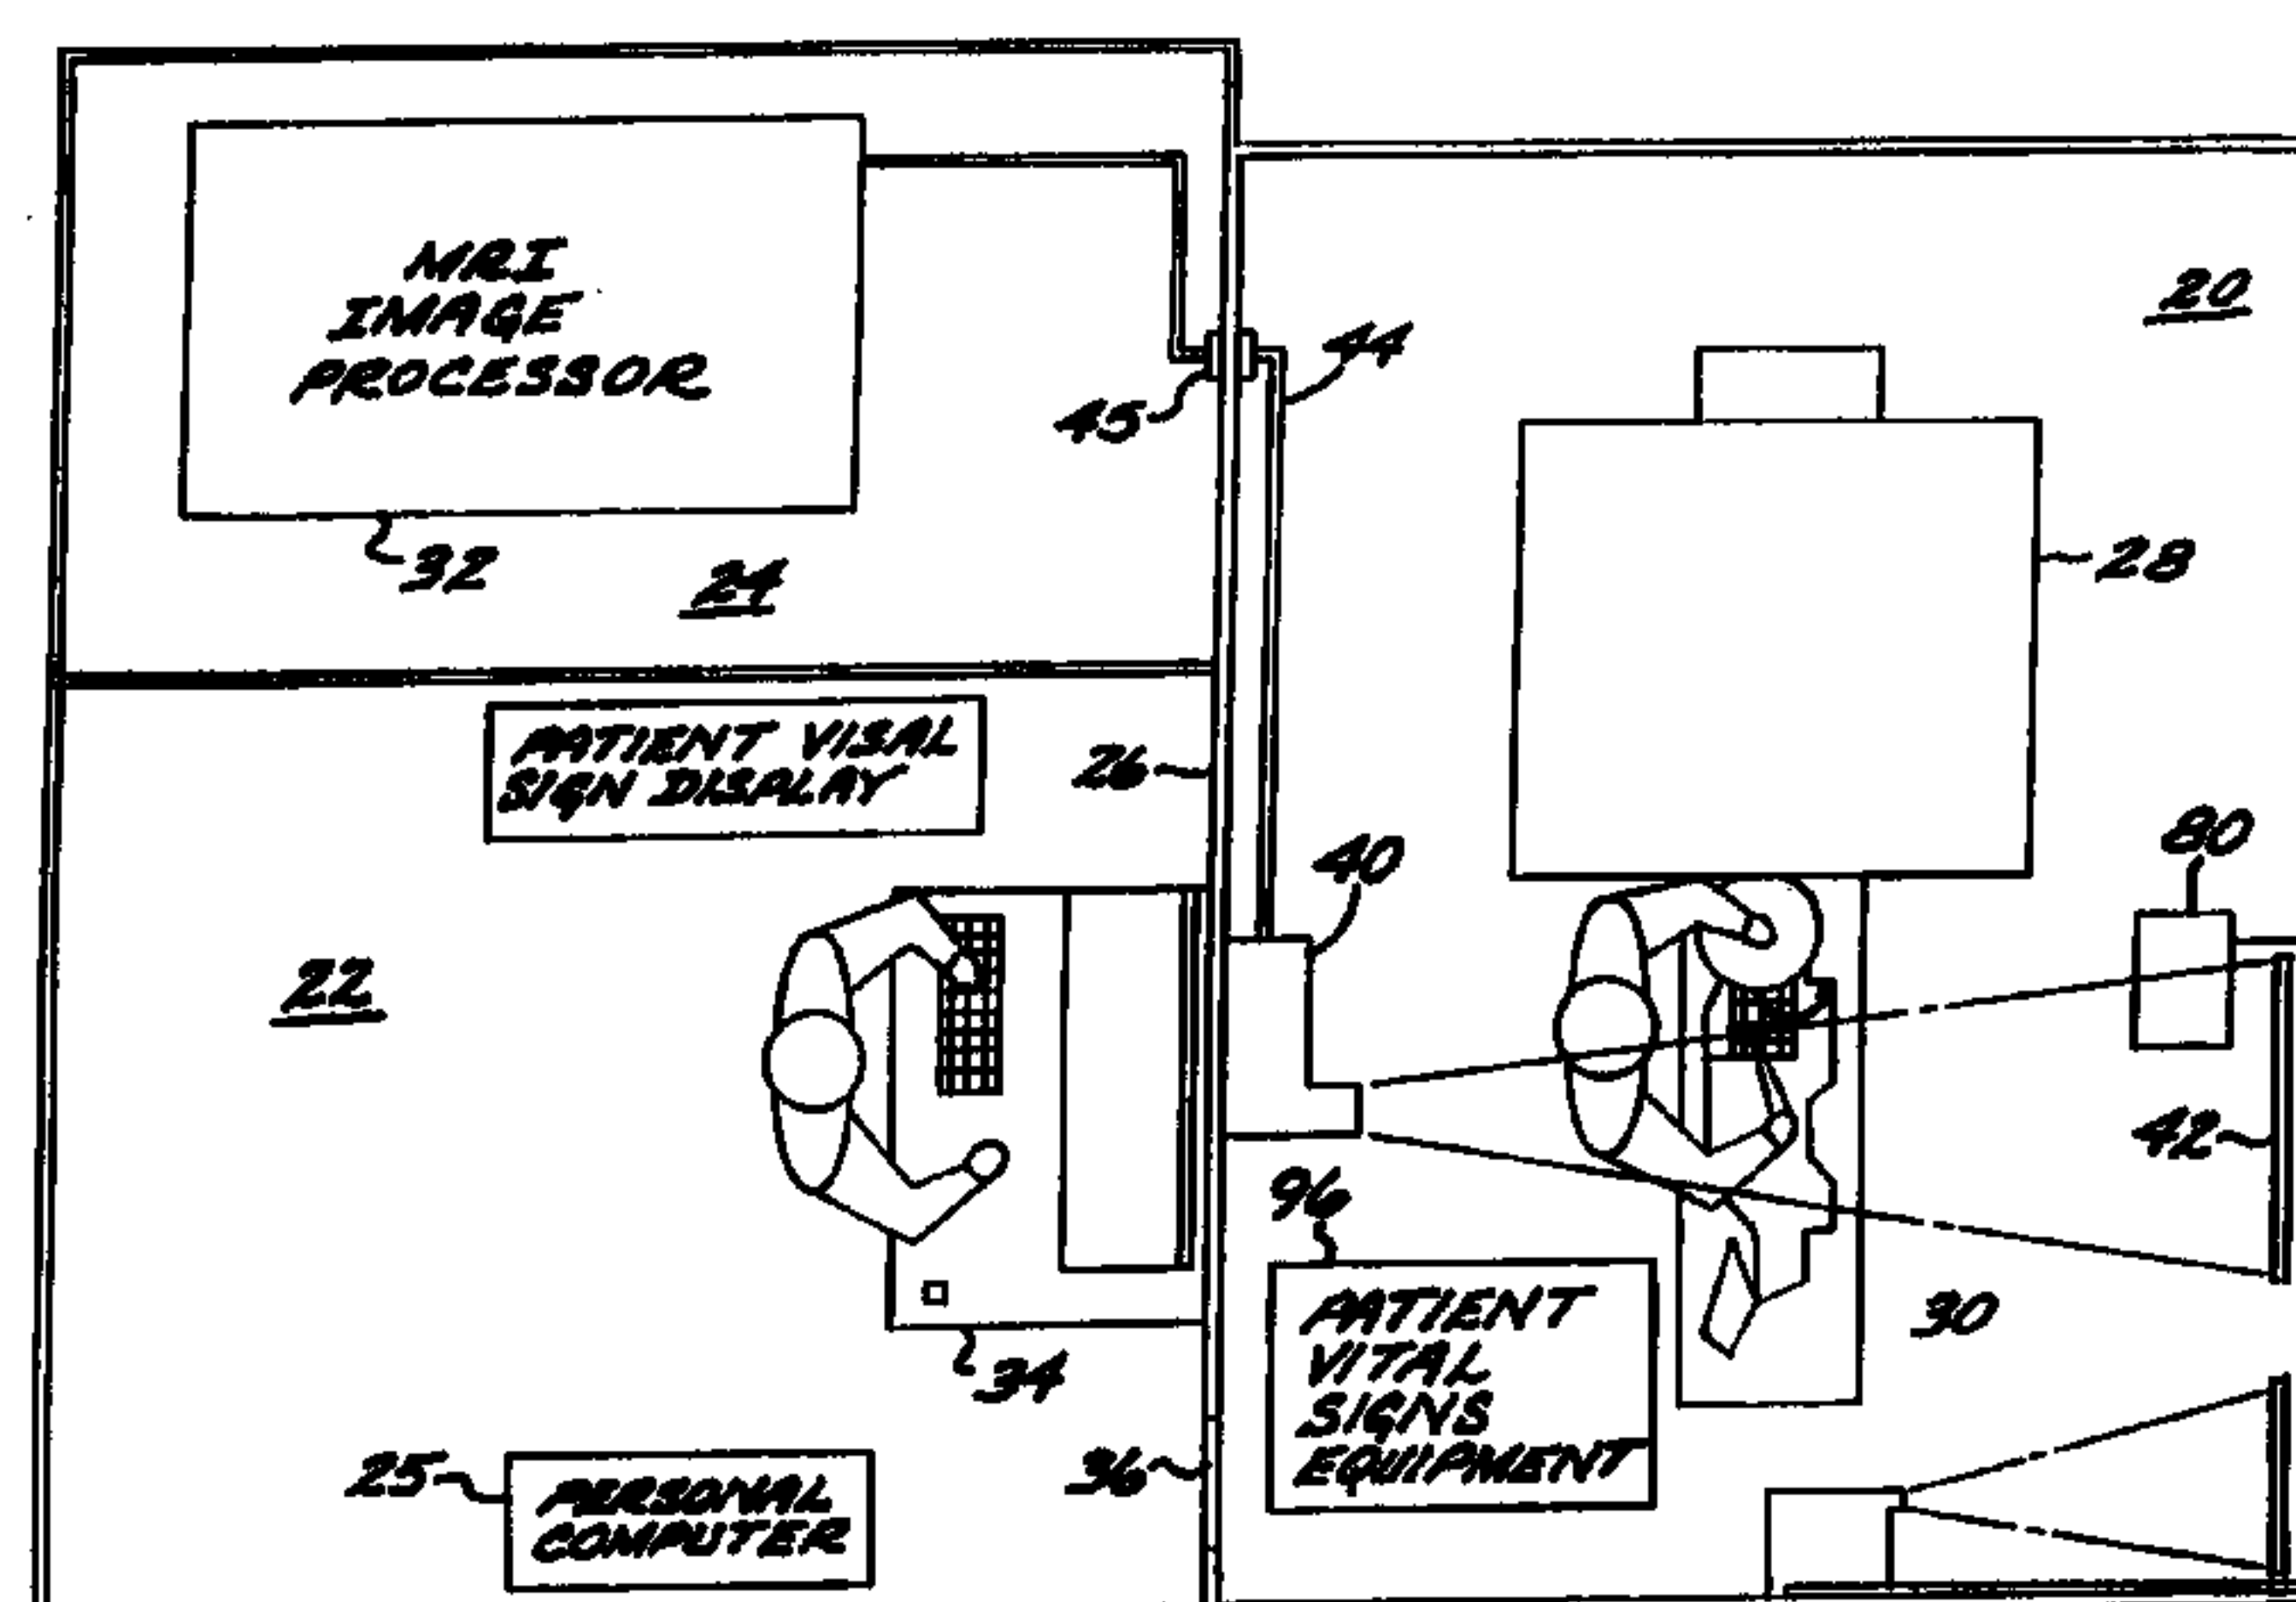 MRI
IMAGE
PROCESSOR
20
44
45
32
24
28
PATIENT VISAL
SIGN DISPLAY
26
80
40
22
42
96
PATIENT
VITAL
SIGNS
EQUIPMENT
30
34
36
25
PERSONAL
COMPUTER